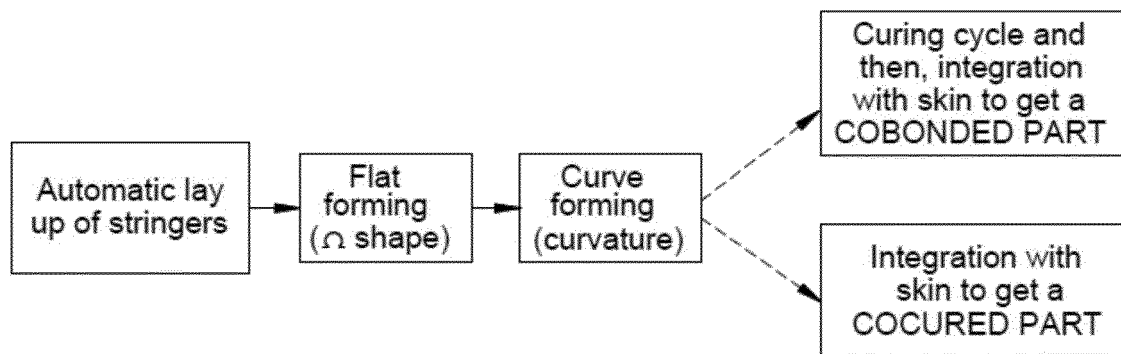 Automatic lay
up of stringers
Flat
forming
(Ω shape)
Curve
forming
(curvature)
Curing cycle and
then, integration
with skin to get a
COBONDED PART
Integration with
skin to get a
COCURED PART